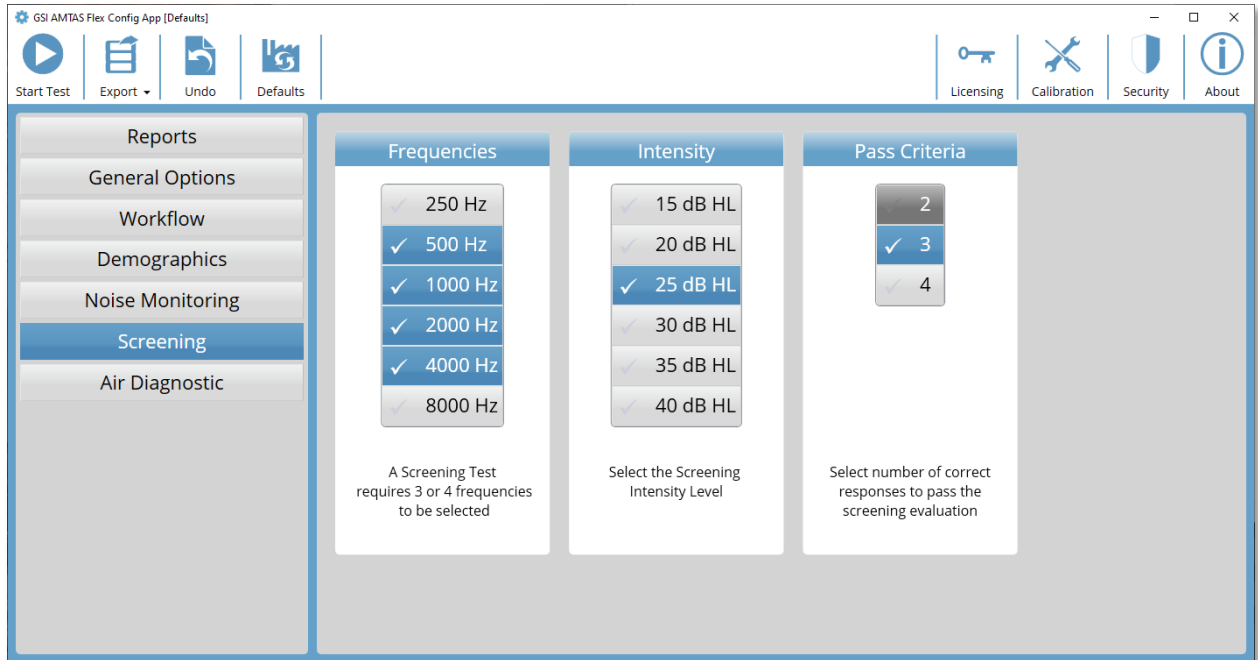 GSI AMTAS Flex Config App [Defaults]
Start Test
Export
Undo
Defaults
Licensing
Calibration
Security
About
Reports
General Options
Workflow
Demographics
Noise Monitoring
Screening
Air Diagnostic
Frequencies
250 Hz
500 Hz
1000 Hz
2000 Hz
4000 Hz
8000 Hz
A Screening Test
requires 3 or 4 frequencies
to be selected
Intensity
15 dB HL
20 dB HL
25 dB HL
30 dB HL
35 dB HL
40 dB HL
Select the Screening
Intensity Level
Pass Criteria
2
3
4
Select number of correct
responses to pass the
screening evaluation